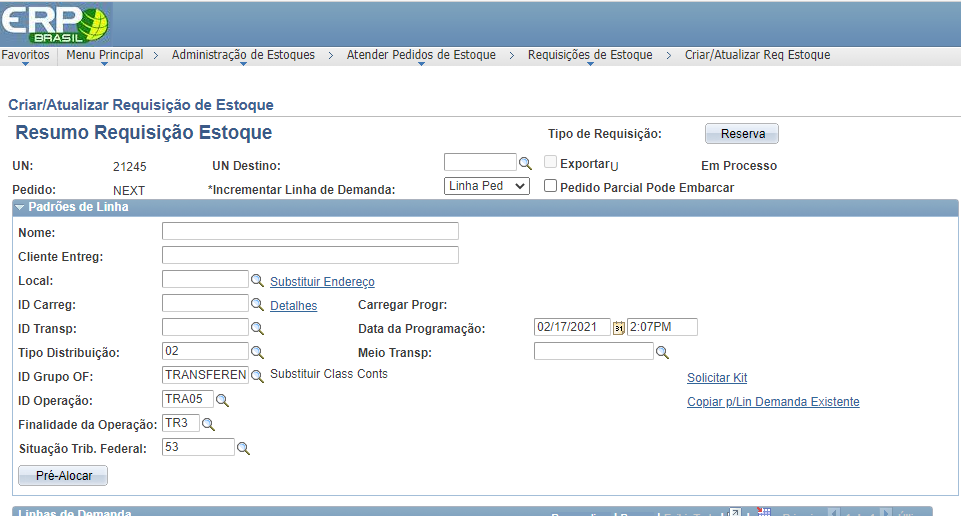 ERP
BRASIL
Favoritos Menu Principal > Administração de Estoques > Atender Pedidos de Estoque > Requisições de Estoque > Criar/Atualizar Req Estoque
Criar/Atualizar Requisição de Estoque
Resumo Requisição Estoque Tipo de Requisição: Reserva
UN: 21245 UN Destino: Exportar U Em Processo
Pedido: NEXT *Incrementar Linha de Demanda: Linha Ped Pedido Parcial Pode Embarcar
Padrões de Linha
Nome:
Cliente Entreg:
Local: Substituir Endereço
ID Carreg: Detalhes Carregar Progr:
ID Transp: Data da Programação: 02/17/2021 31 2:07PM
Tipo Distribuição: 02 Meio Transp:
ID Grupo OF: TRANSFEREN Substituir Class Conts Solicitar Kit
ID Operação: TRA05 Copiar p/Lin Demanda Existente
Finalidade da Operação: TR3
Situação Trib. Federal: 53
Pré-Alocar
Linhas de Demanda